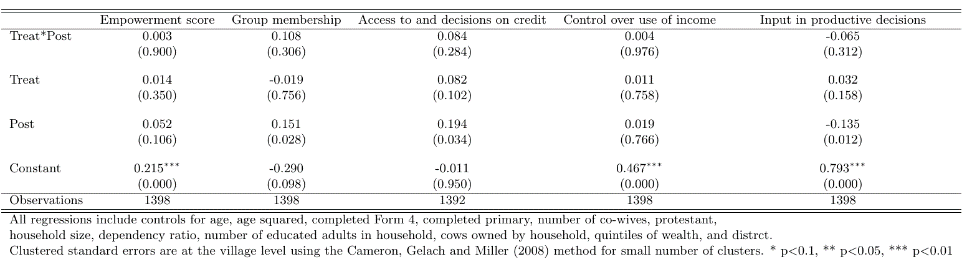 Empowerment score Group membership Access to and decisions on credit Control over use of income Input in productive decisions
Treat*Post 0.003 0.108 0.084 0.004 -0.065
(0.900) (0.306) (0.284) (0.976) (0.312)
Treat 0.014 -0.019 0.082 0.011 0.032
(0.350) (0.756) (0.102) (0.758) (0.158)
Post 0.052 0.151 0.194 0.019 -0.135
(0.106) (0.028) (0.034) (0.766) (0.012)
Constant 0.215*** -0.290 -0.011 0.467*** 0.793***
(0.000) (0.098) (0.950) (0.000) (0.000)
Observations 1398 1398 1392 1398 1398
All regressions include controls for age, age squared, completed Form 4, completed primary, number of co-wives, protestant,
household size, dependency ratio, number of educated adults in household, cows owned by household, quintiles of wealth, and distrct.
Clustered standard errors are at the village level using the Cameron, Gelach and Miller (2008) method for small number of clusters. * p<0.1, ** p<0.05, *** p<0.01